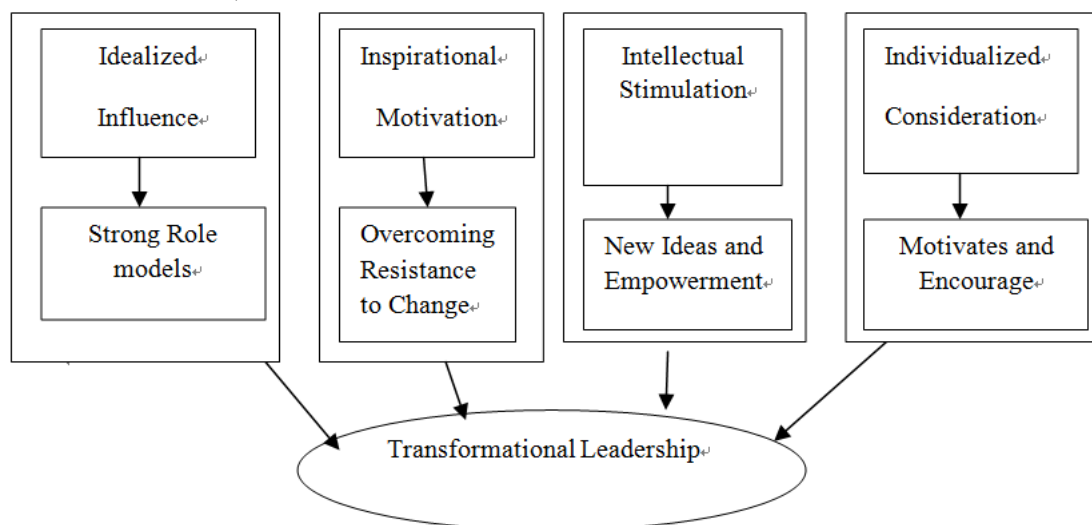 Idealized
Influence
Strong Role
models
Inspirational
Motivation
Overcoming
Resistance
to Change
Intellectual
Stimulation
New Ideas and
Empowerment
Individualized
Consideration
Motivates and
Encourage
Transformational Leadership